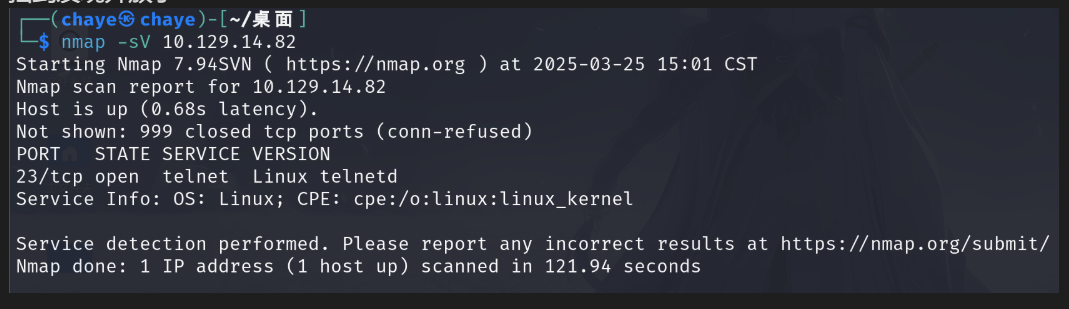 ┌──(chaye㉿chaye)-[~/桌面]
└─$ nmap -sV 10.129.14.82
Starting Nmap 7.94SVN ( https://nmap.org ) at 2025-03-25 15:01 CST
Nmap scan report for 10.129.14.82
Host is up (0.68s latency).
Not shown: 999 closed tcp ports (conn-refused)
PORT   STATE SERVICE VERSION
23/tcp open  telnet  Linux telnetd
Service Info: OS: Linux; CPE: cpe:/o:linux:linux_kernel
Service detection performed. Please report any incorrect results at https://nmap.org/submit/
Nmap done: 1 IP address (1 host up) scanned in 121.94 seconds